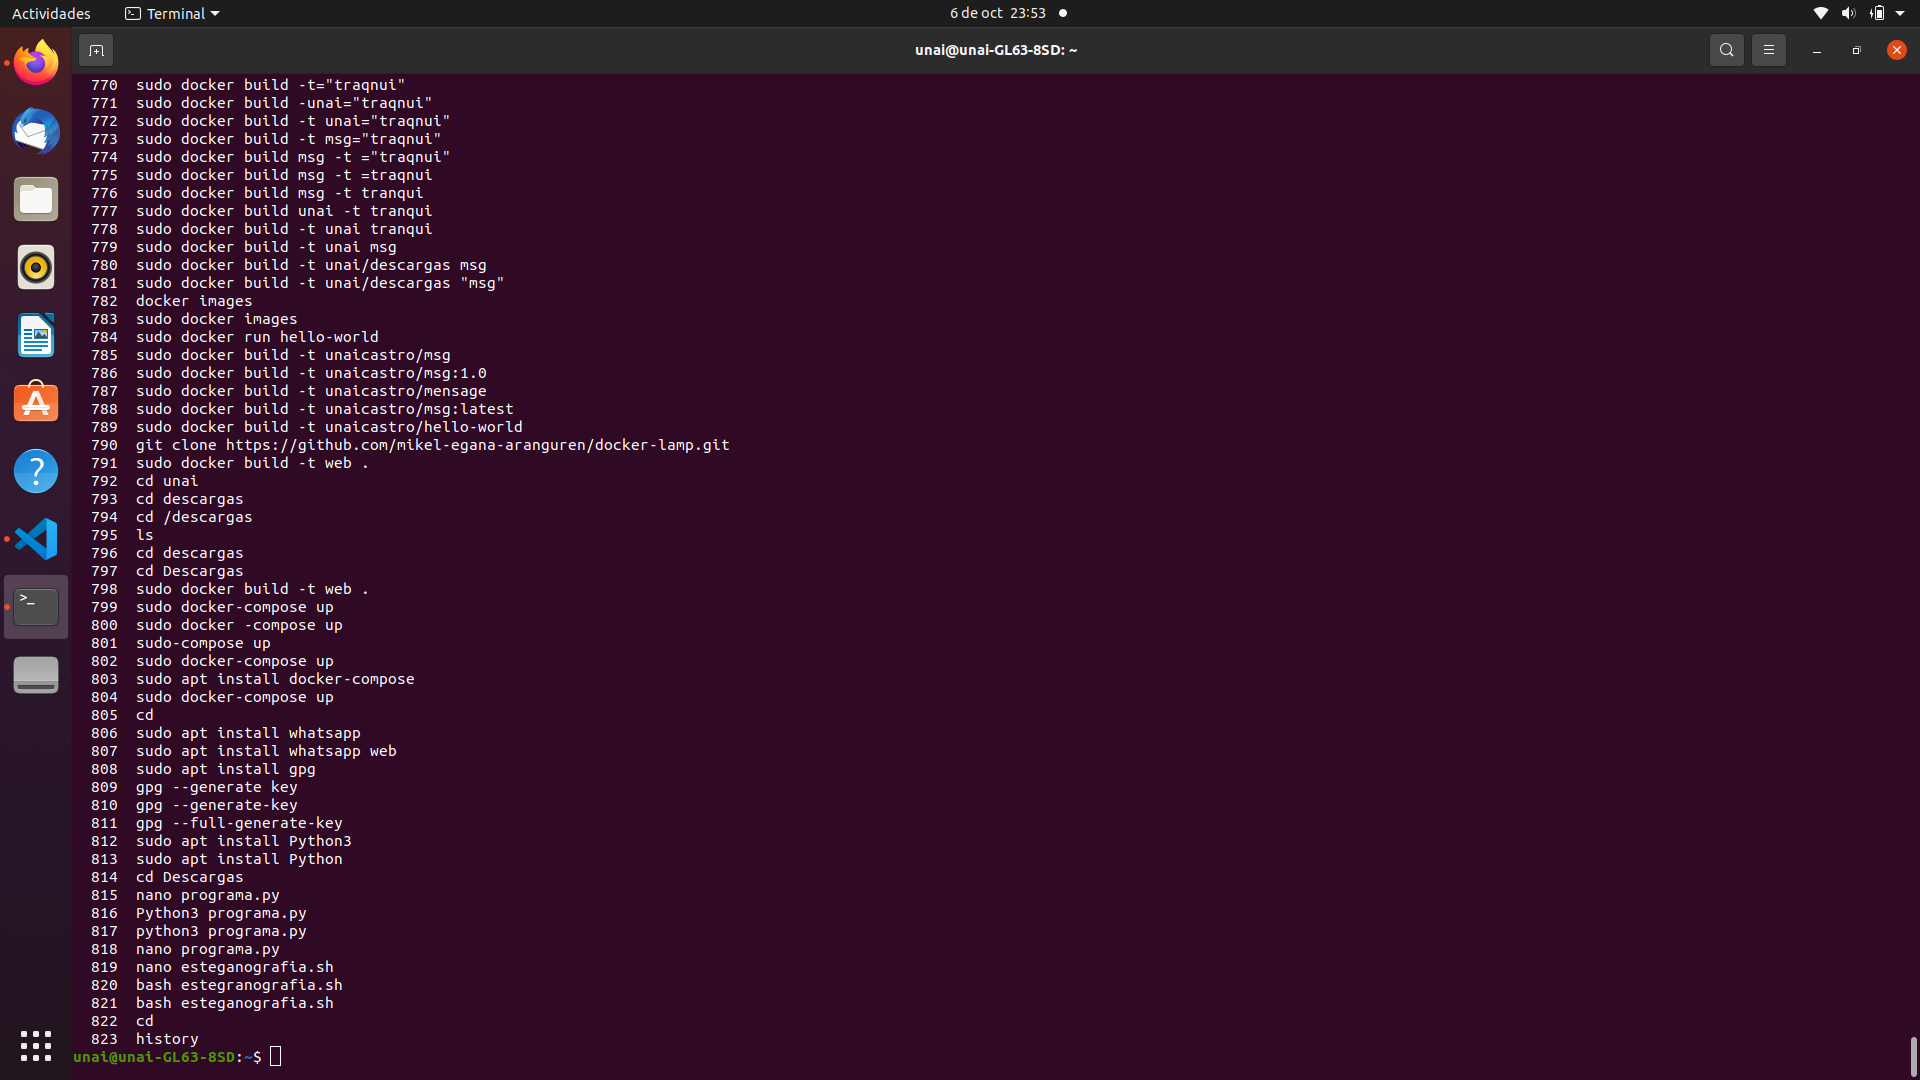 Actividades
Terminal
6 de oct 23:53
unai@unai-GL63-8SD: ~
770 sudo docker build -t="traqnui"
771 sudo docker build -unai="traqnui"
772 sudo docker build -t unai="traqnui"
773 sudo docker build -t msg="traqnui"
774 sudo docker build msg -t ="traqnui"
775 sudo docker build msg -t =traqnui
776 sudo docker build msg -t tranqui
777 sudo docker build unai -t tranqui
778 sudo docker build -t unai tranqui
779 sudo docker build -t unai msg
780 sudo docker build -t unai/descargas msg
781 sudo docker build -t unai/descargas "msg"
782 docker images
783 sudo docker images
784 sudo docker run hello-world
785 sudo docker build -t unaicastro/msg
786 sudo docker build -t unaicastro/msg:1.0
787 sudo docker build -t unaicastro/mensage
788 sudo docker build -t unaicastro/msg:latest
789 sudo docker build -t unaicastro/hello-world
790 git clone https://github.com/mikel-egana-aranguren/docker-lamp.git
791 sudo docker build -t web .
792 cd unai
793 cd descargas
794 cd /descargas
795 ls
796 cd descargas
797 cd Descargas
798 sudo docker build -t web .
799 sudo docker-compose up
800 sudo docker -compose up
801 sudo-compose up
802 sudo docker-compose up
803 sudo apt install docker-compose
804 sudo docker-compose up
805 cd
806 sudo apt install whatsapp
807 sudo apt install whatsapp web
808 sudo apt install gpg
809 gpg --generate key
810 gpg --generate-key
811 gpg --full-generate-key
812 sudo apt install Python3
813 sudo apt install Python
814 cd Descargas
815 nano programa.py
816 Python3 programa.py
817 python3 programa.py
818 nano programa.py
819 nano esteganografia.sh
820 bash estegranografia.sh
821 bash esteganografia.sh
822 cd
823 history
unai@unai-GL63-8SD:~$